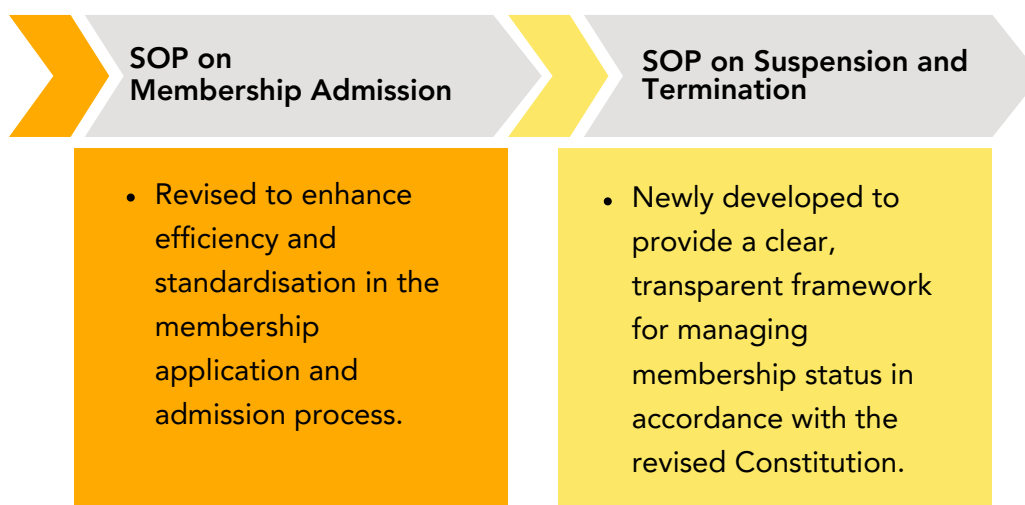 SOP on
Membership Admission
• Revised to enhance
efficiency and
standardisation in the
membership
application and
admission process.
SOP on Suspension and
Termination
• Newly developed to
provide a clear,
transparent framework
for managing
membership status in
accordance with the
revised Constitution.